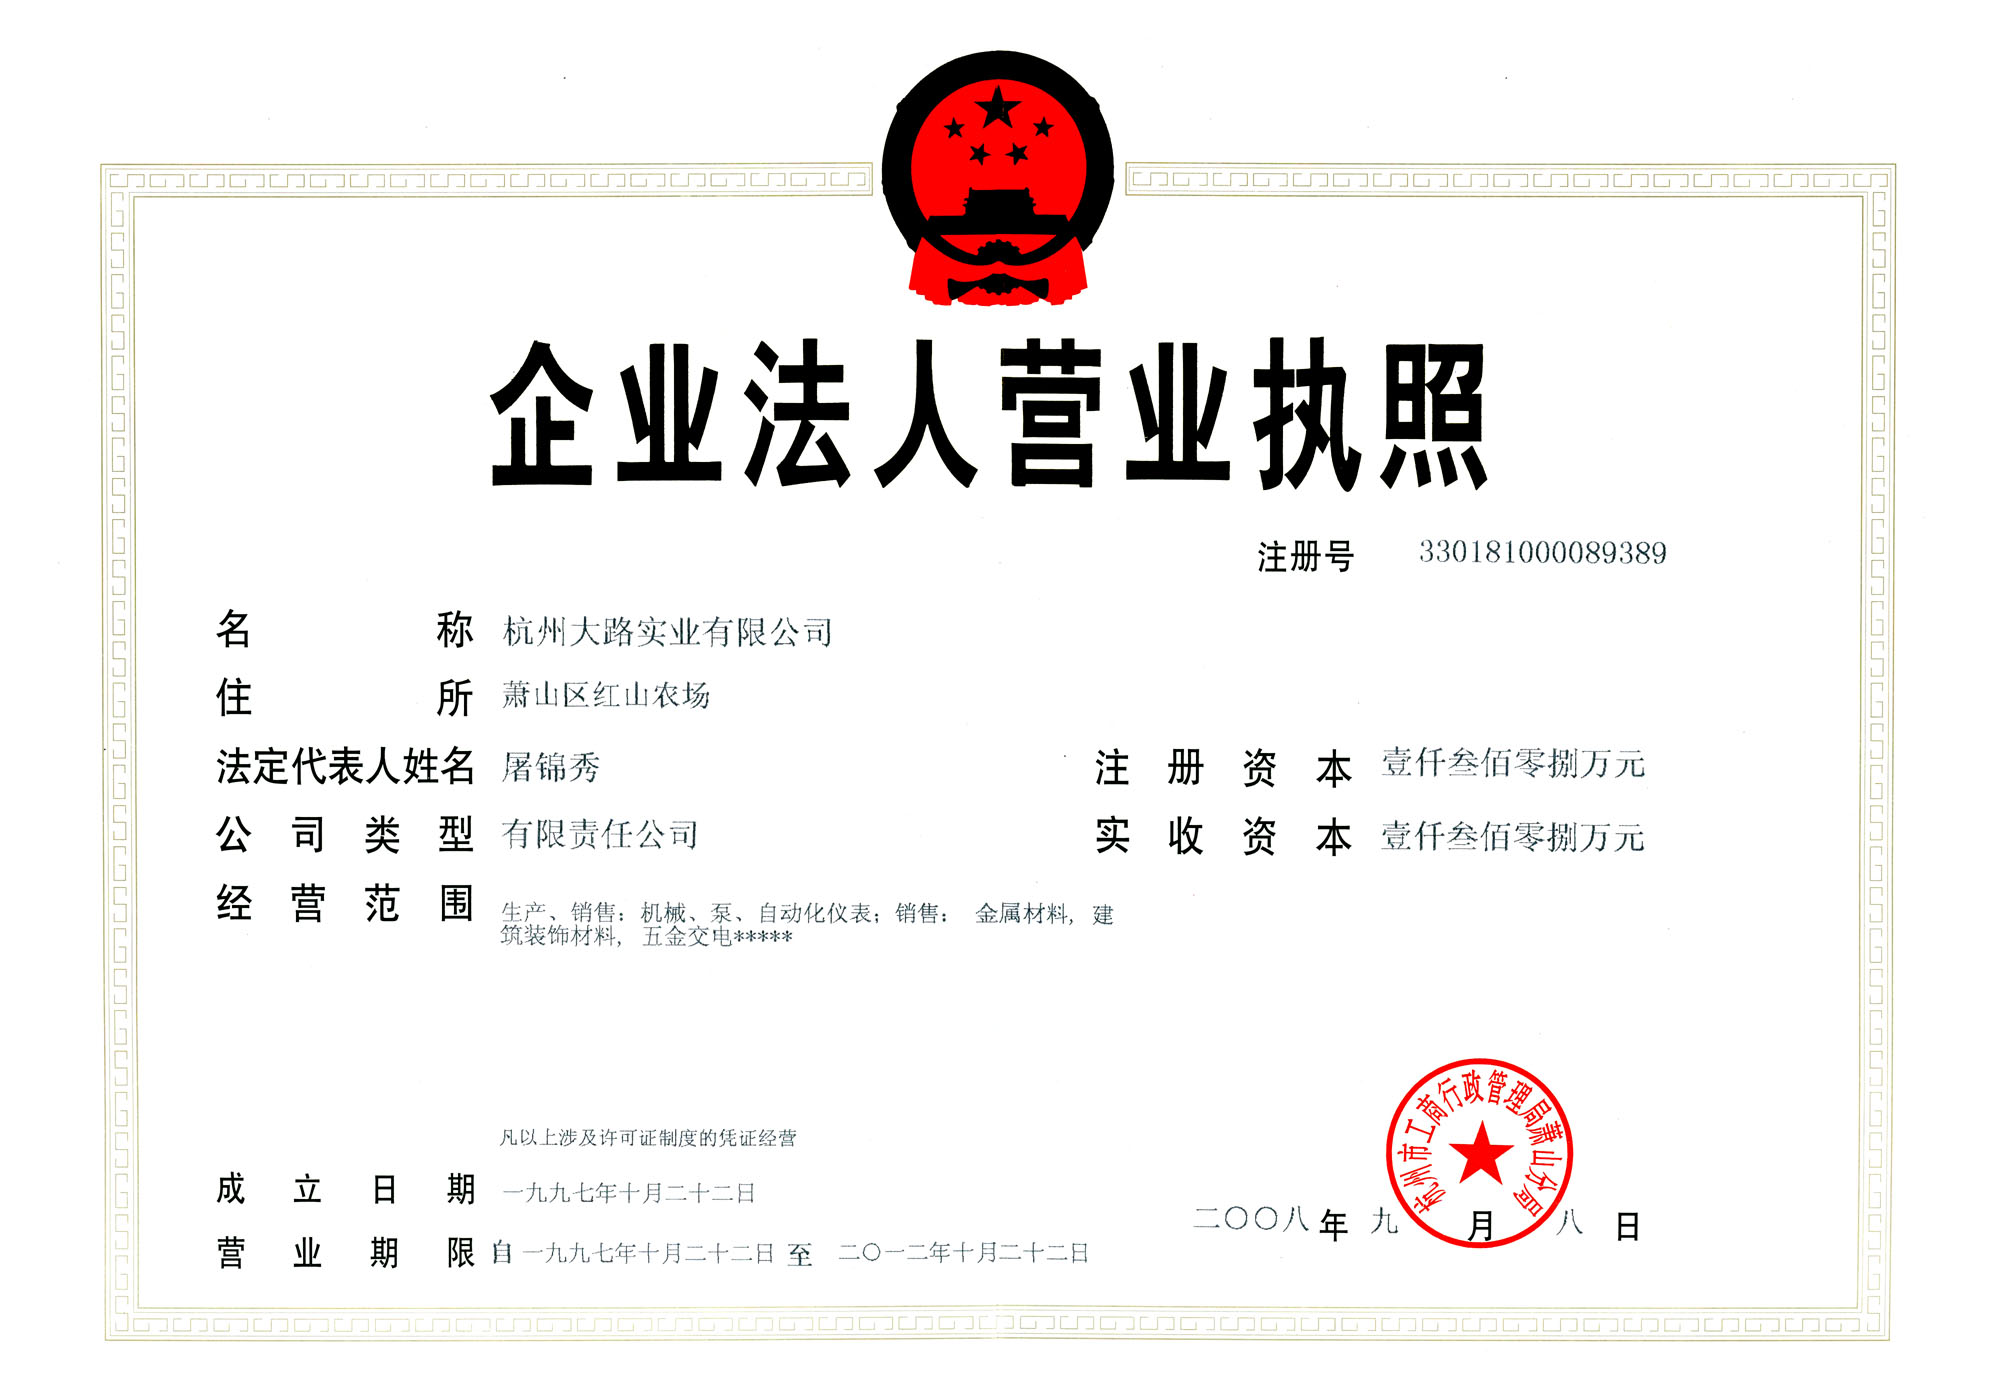 企业法人营业执照
注册号 330181000089389
名称 杭州大路实业有限公司
住所 萧山区红山农场
法定代表人姓名 屠锦秀 注册资本 壹仟叁佰零捌万元
公司类型 有限责任公司 实收资本 壹仟叁佰零捌万元
经营范围 生产、销售：机械、泵、自动化仪表；销售： 金属材料, 建
筑装饰材料, 五金交电*****
凡以上涉及许可证制度的凭证经营
杭州市工商行政管理局萧山分局
成立日期 一九九七年十月二十二日
二〇〇八年九月八日
营业期限 自一九九七年十月二十二日至 二〇一二年十月二十二日